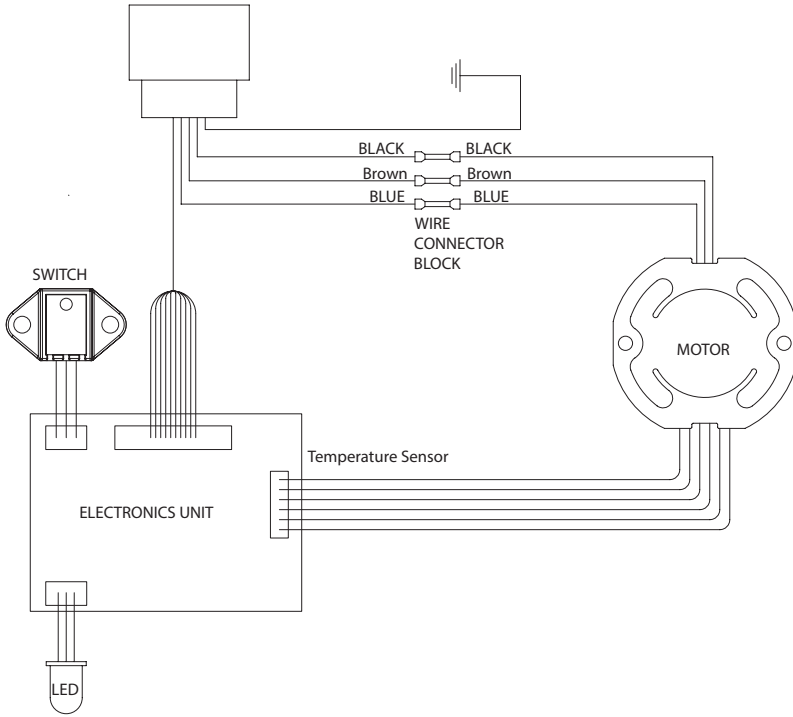 BLACK BLACK
Brown Brown
BLUE BLUE
WIRE
CONNECTOR
BLOCK
SWITCH
MOTOR
Temperature Sensor
ELECTRONICS UNIT
LED